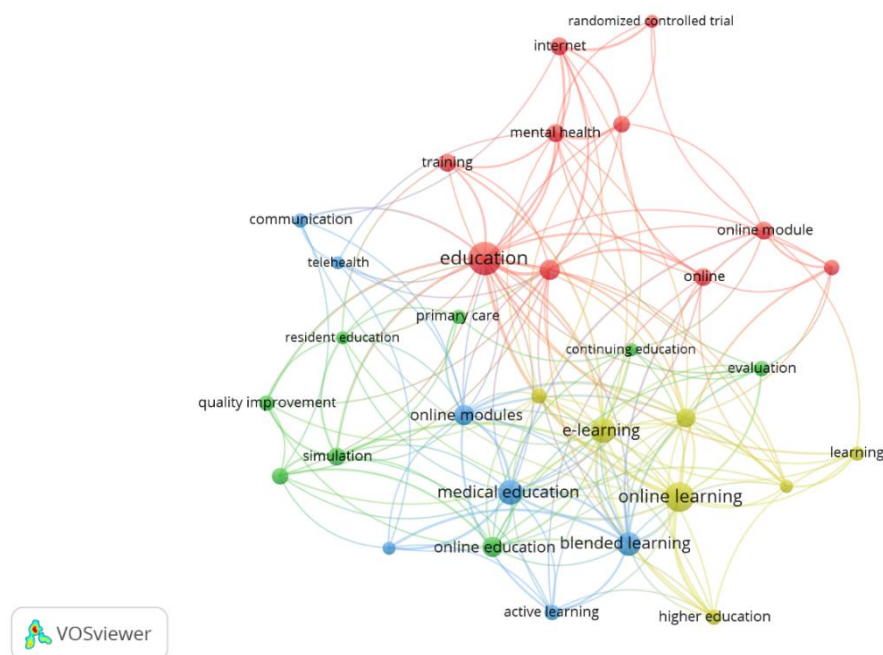 randomized controlled trial
internet
mental health
training
communication
online module
telehealth
education
online
primary care
resident education
continuing education
evaluation
quality improvement
online modules
e-learning
simulation
learning
medical education
online learning
online education
blended learning
active learning
higher education
VOSviewer